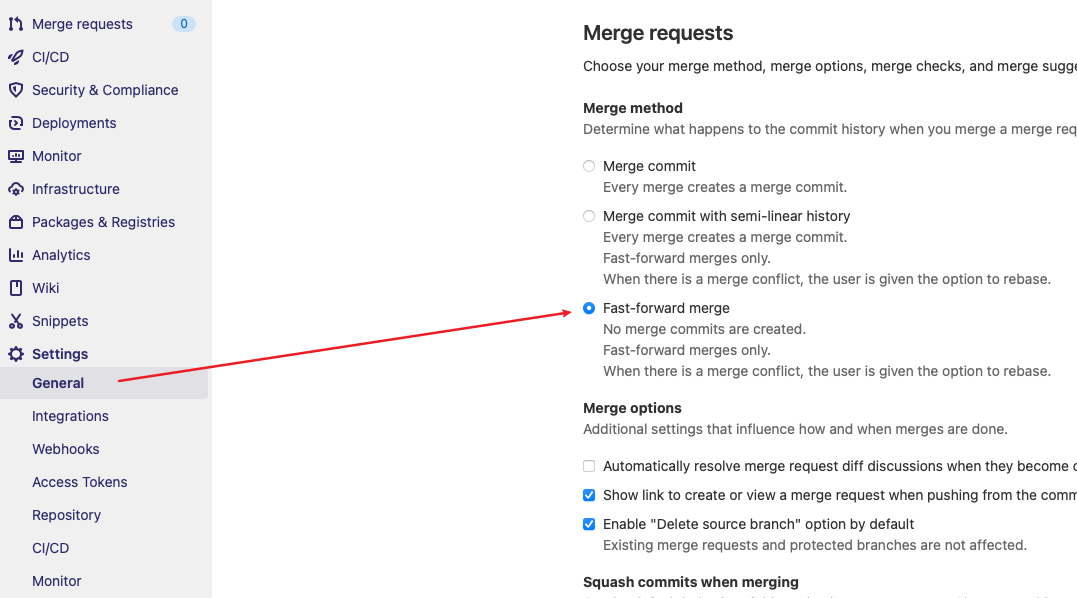 Merge requests 0
CI/CD
Security & Compliance
Deployments
Monitor
Infrastructure
Packages & Registries
Analytics
Wiki
Snippets
Settings
General
Integrations
Webhooks
Access Tokens
Repository
CI/CD
Monitor
Merge requests
Choose your merge method, merge options, merge checks, and merge sugge
Merge method
Determine what happens to the commit history when you merge a merge req
Merge commit
Every merge creates a merge commit.
Merge commit with semi-linear history
Every merge creates a merge commit.
Fast-forward merges only.
When there is a merge conflict, the user is given the option to rebase.
Fast-forward merge
No merge commits are created.
Fast-forward merges only.
When there is a merge conflict, the user is given the option to rebase.
Merge options
Additional settings that influence how and when merges are done.
Automatically resolve merge request diff discussions when they become
Show link to create or view a merge request when pushing from the comm
Enable "Delete source branch" option by default
Existing merge requests and protected branches are not affected.
Squash commits when merging